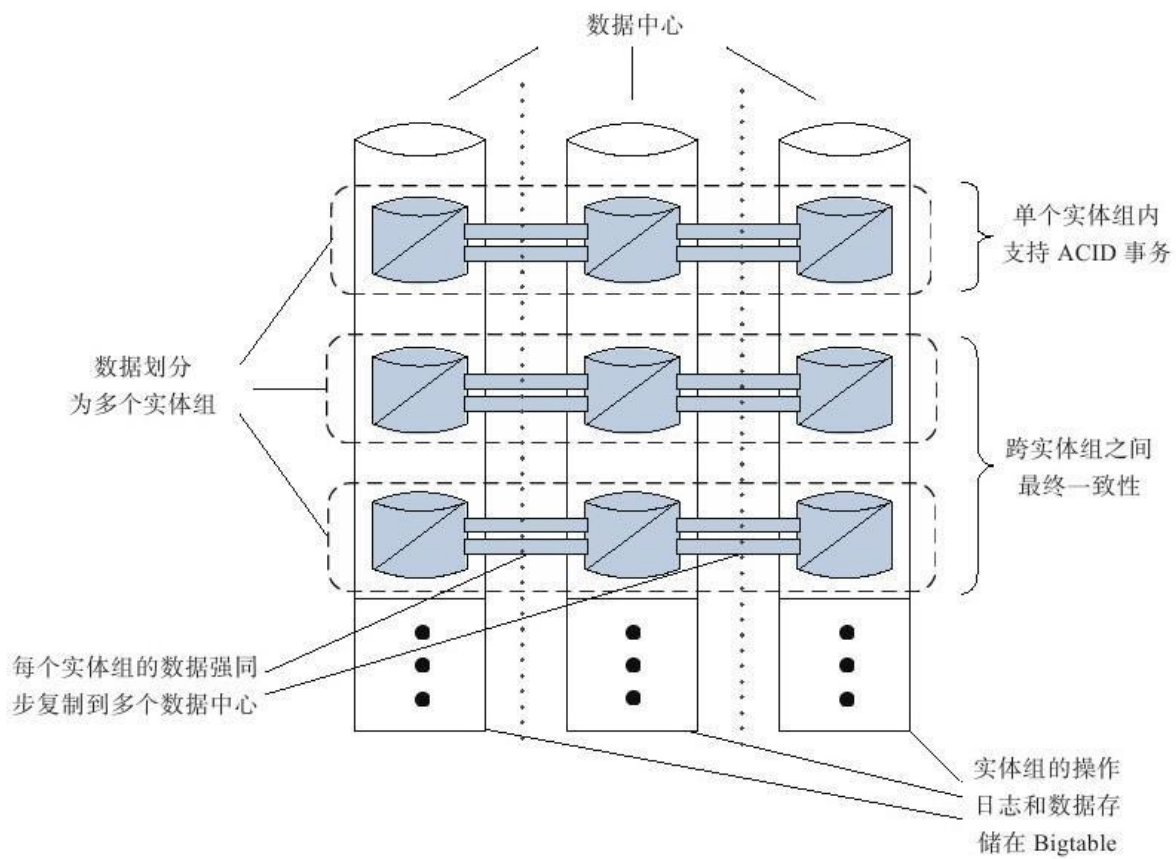 数据中心
单个实体组内
支持 ACID 事务
数据划分
为多个实体组
跨实体组之间
最终一致性
每个实体组的数据强同
步复制到多个数据中心
实体组的操作
日志和数据存
储在 Bigtable